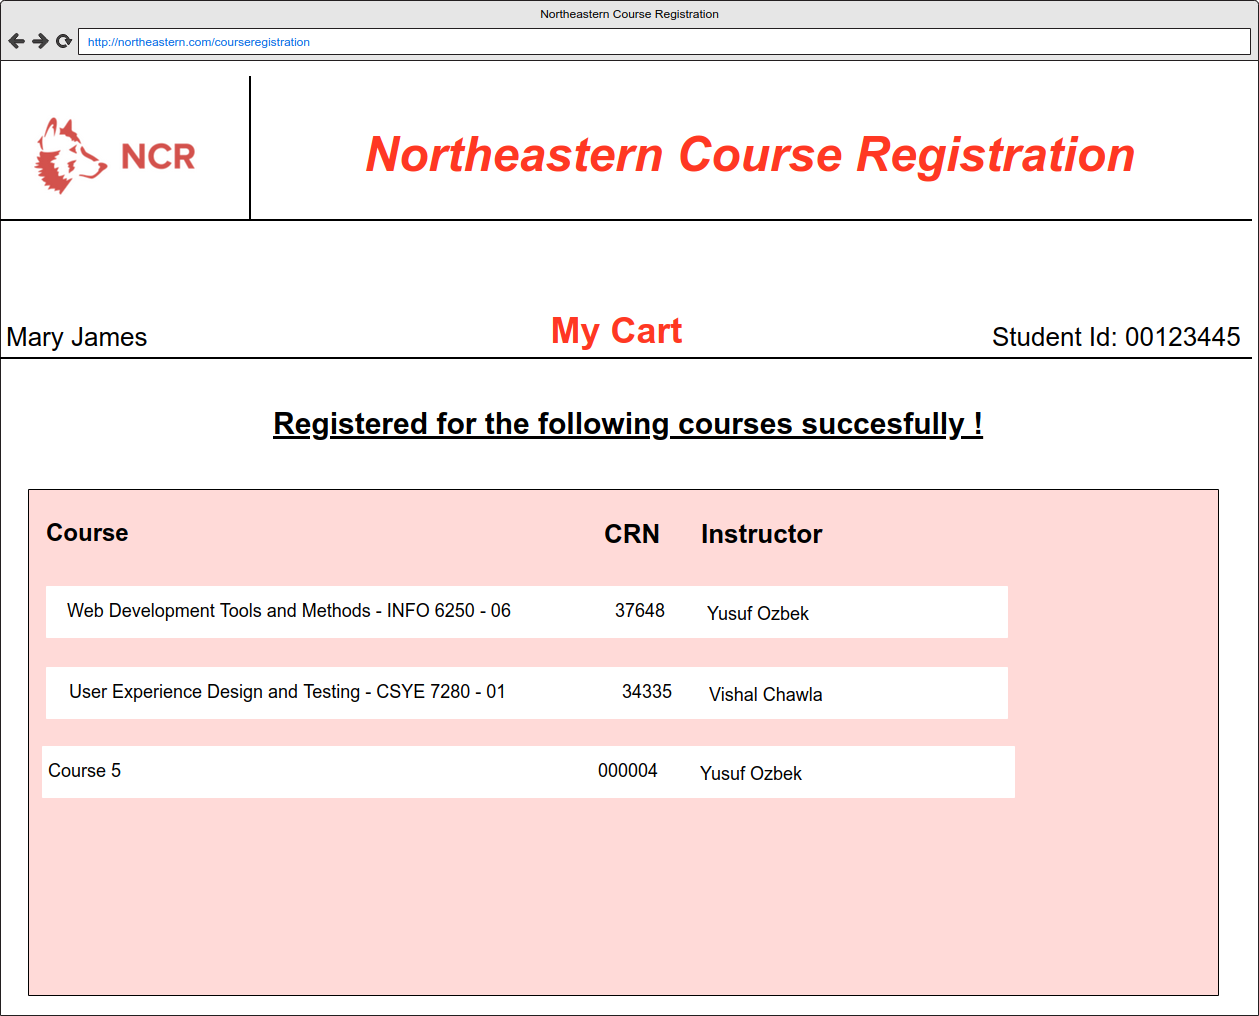 Northeastern Course Registration
http://northeastern.com/courseregistration
NCR
Northeastern Course Registration
Mary James
My Cart
Student Id: 00123445
Registered for the following courses succesfully !
Course CRN Instructor
Web Development Tools and Methods - INFO 6250 - 06 37648 Yusuf Ozbek
User Experience Design and Testing - CSYE 7280 - 01 34335 Vishal Chawla
Course 5 000004 Yusuf Ozbek